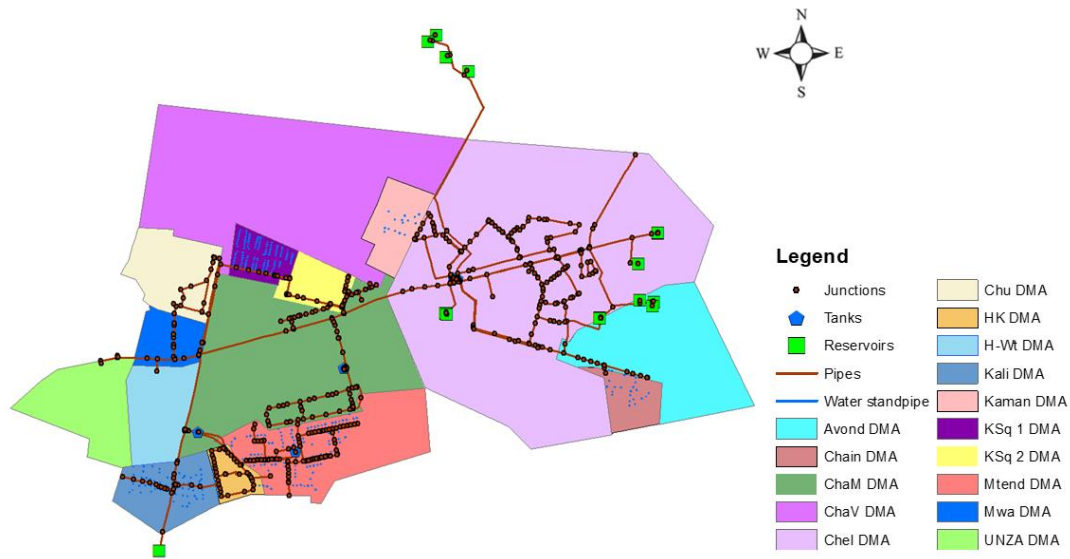 N
W E
S
Legend
Junctions
Tanks
Reservoirs
Pipes
Water standpipe
Avond DMA
Chain DMA
ChaM DMA
ChaV DMA
Chel DMA
Chu DMA
HK DMA
H-Wt DMA
Kali DMA
Kaman DMA
KSq 1 DMA
KSq 2 DMA
Mtend DMA
Mwa DMA
UNZA DMA